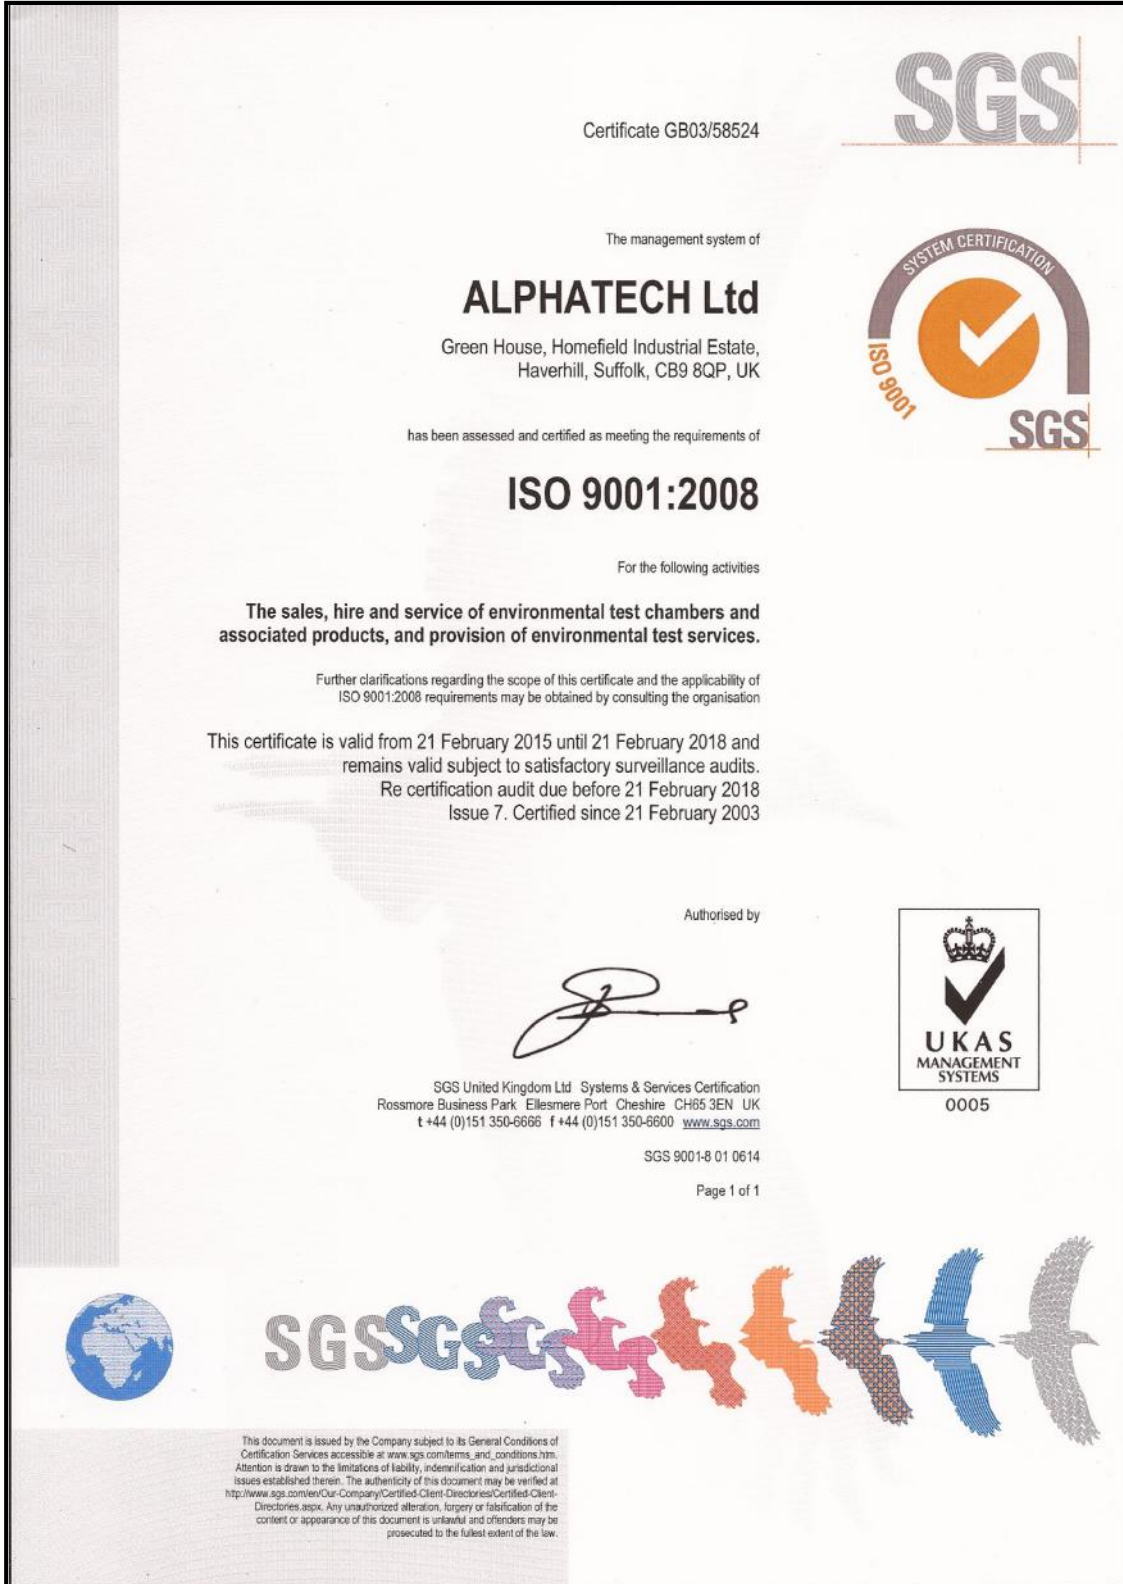 SGS
Certificate GB03/58524
The management system of
ALPHATECH Ltd
Green House, Homefield Industrial Estate,
Haverhill, Suffolk, CB9 8QP, UK
SYSTEM CERTIFICATION
ISO 9001
SGS
has been assessed and certified as meeting the requirements of
ISO 9001:2008
For the following activities
The sales, hire and service of environmental test chambers and
associated products, and provision of environmental test services.
Further clarifications regarding the scope of this certificate and the applicability of
ISO 9001:2008 requirements may be obtained by consulting the organisation
This certificate is valid from 21 February 2015 until 21 February 2018 and
remains valid subject to satisfactory surveillance audits.
Re certification audit due before 21 February 2018
Issue 7. Certified since 21 February 2003
Authorised by
UKAS
MANAGEMENT
SYSTEMS
0005
SGS United Kingdom Ltd Systems & Services Certification
Rossmore Business Park Ellesmere Port Cheshire CH65 3EN UK
t +44 (0)151 350-6666 f +44 (0)151 350-6600 www.sgs.com
SGS 9001-8 01 0614
Page 1 of 1
SGS SGS SGS
This document is issued by the Company subject to its General Conditions of
Certification Services accessible at www.sgs.com/terms_and_conditions.htm.
Attention is drawn to the limitations of liability, indemnification and jurisdictional
issues established therein. The authenticity of this document may be verified at
http://www.sgs.com/en/Our-Company/Certified-Client-Directories/Certified-Client-
Directories.aspx. Any unauthorized alteration, forgery or falsification of the
content or appearance of this document is unlawful and offenders may be
prosecuted to the fullest extent of the law.